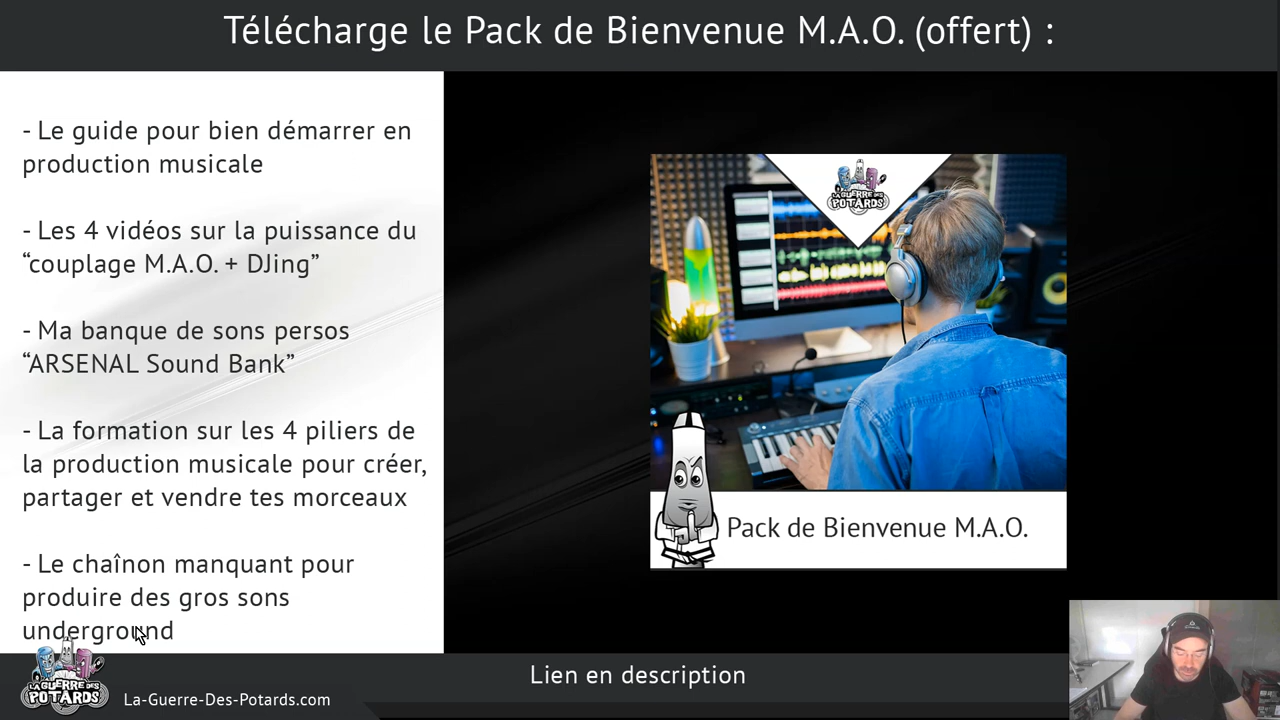 Télécharge le Pack de Bienvenue M.A.O. (offert) :
- Le guide pour bien démarrer en
production musicale
- Les 4 vidéos sur la puissance du
“couplage M.A.O. + DJing”
- Ma banque de sons persos
“ARSENAL Sound Bank”
- La formation sur les 4 piliers de
la production musicale pour créer,
partager et vendre tes morceaux
- Le chaînon manquant pour
produire des gros sons
underground
LA GUERRE DES
POTARDS
Pack de Bienvenue M.A.O.
Lien en description
LA GUERRE DES
POTARDS
La-Guerre-Des-Potards.com